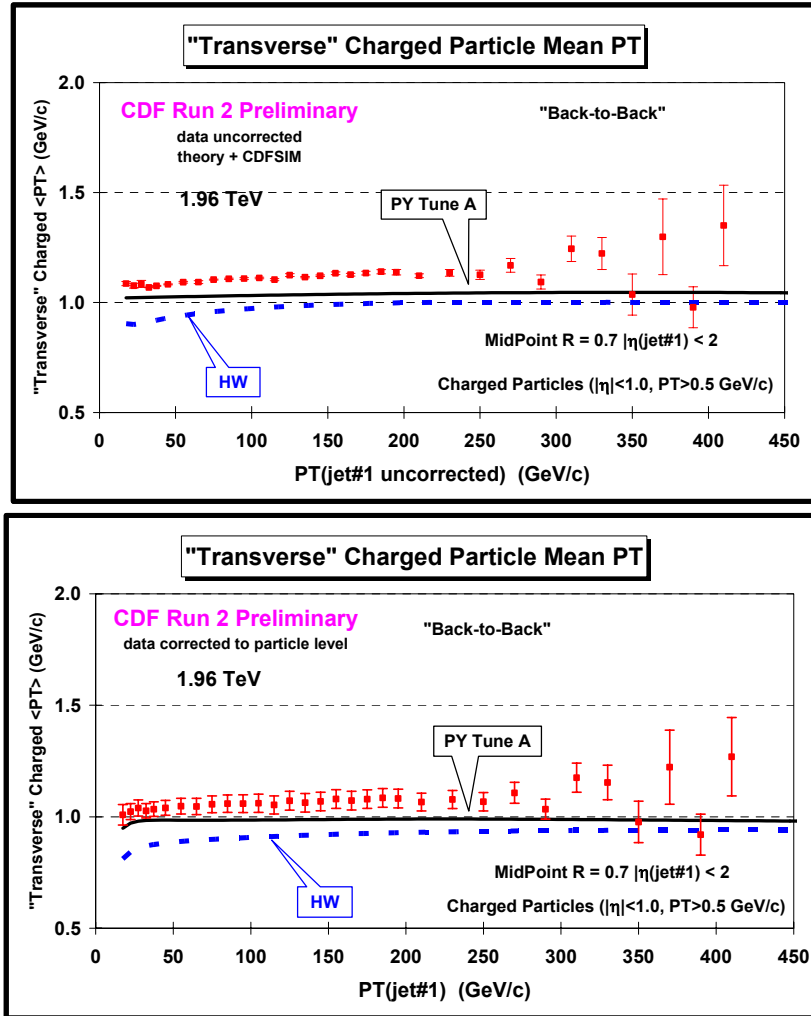 "Transverse" Charged Particle Mean PT
2.0
1.5
1.0
0.5
"Transverse" Charged <PT> (GeV/c)
CDF Run 2 Preliminary
"Back-to-Back"
data uncorrected
theory + CDFSIM
1.96 TeV
PY Tune A
HW
MidPoint R = 0.7 |η(jet#1) < 2
Charged Particles (|η|<1.0, PT>0.5 GeV/c)
0 50 100 150 200 250 300 350 400 450
PT(jet#1 uncorrected) (GeV/c)
"Transverse" Charged Particle Mean PT
2.0
1.5
1.0
0.5
"Transverse" Charged <PT> (GeV/c)
CDF Run 2 Preliminary
"Back-to-Back"
data corrected to particle level
1.96 TeV
PY Tune A
HW
MidPoint R = 0.7 |η(jet#1) < 2
Charged Particles (|η|<1.0, PT>0.5 GeV/c)
0 50 100 150 200 250 300 350 400 450
PT(jet#1) (GeV/c)